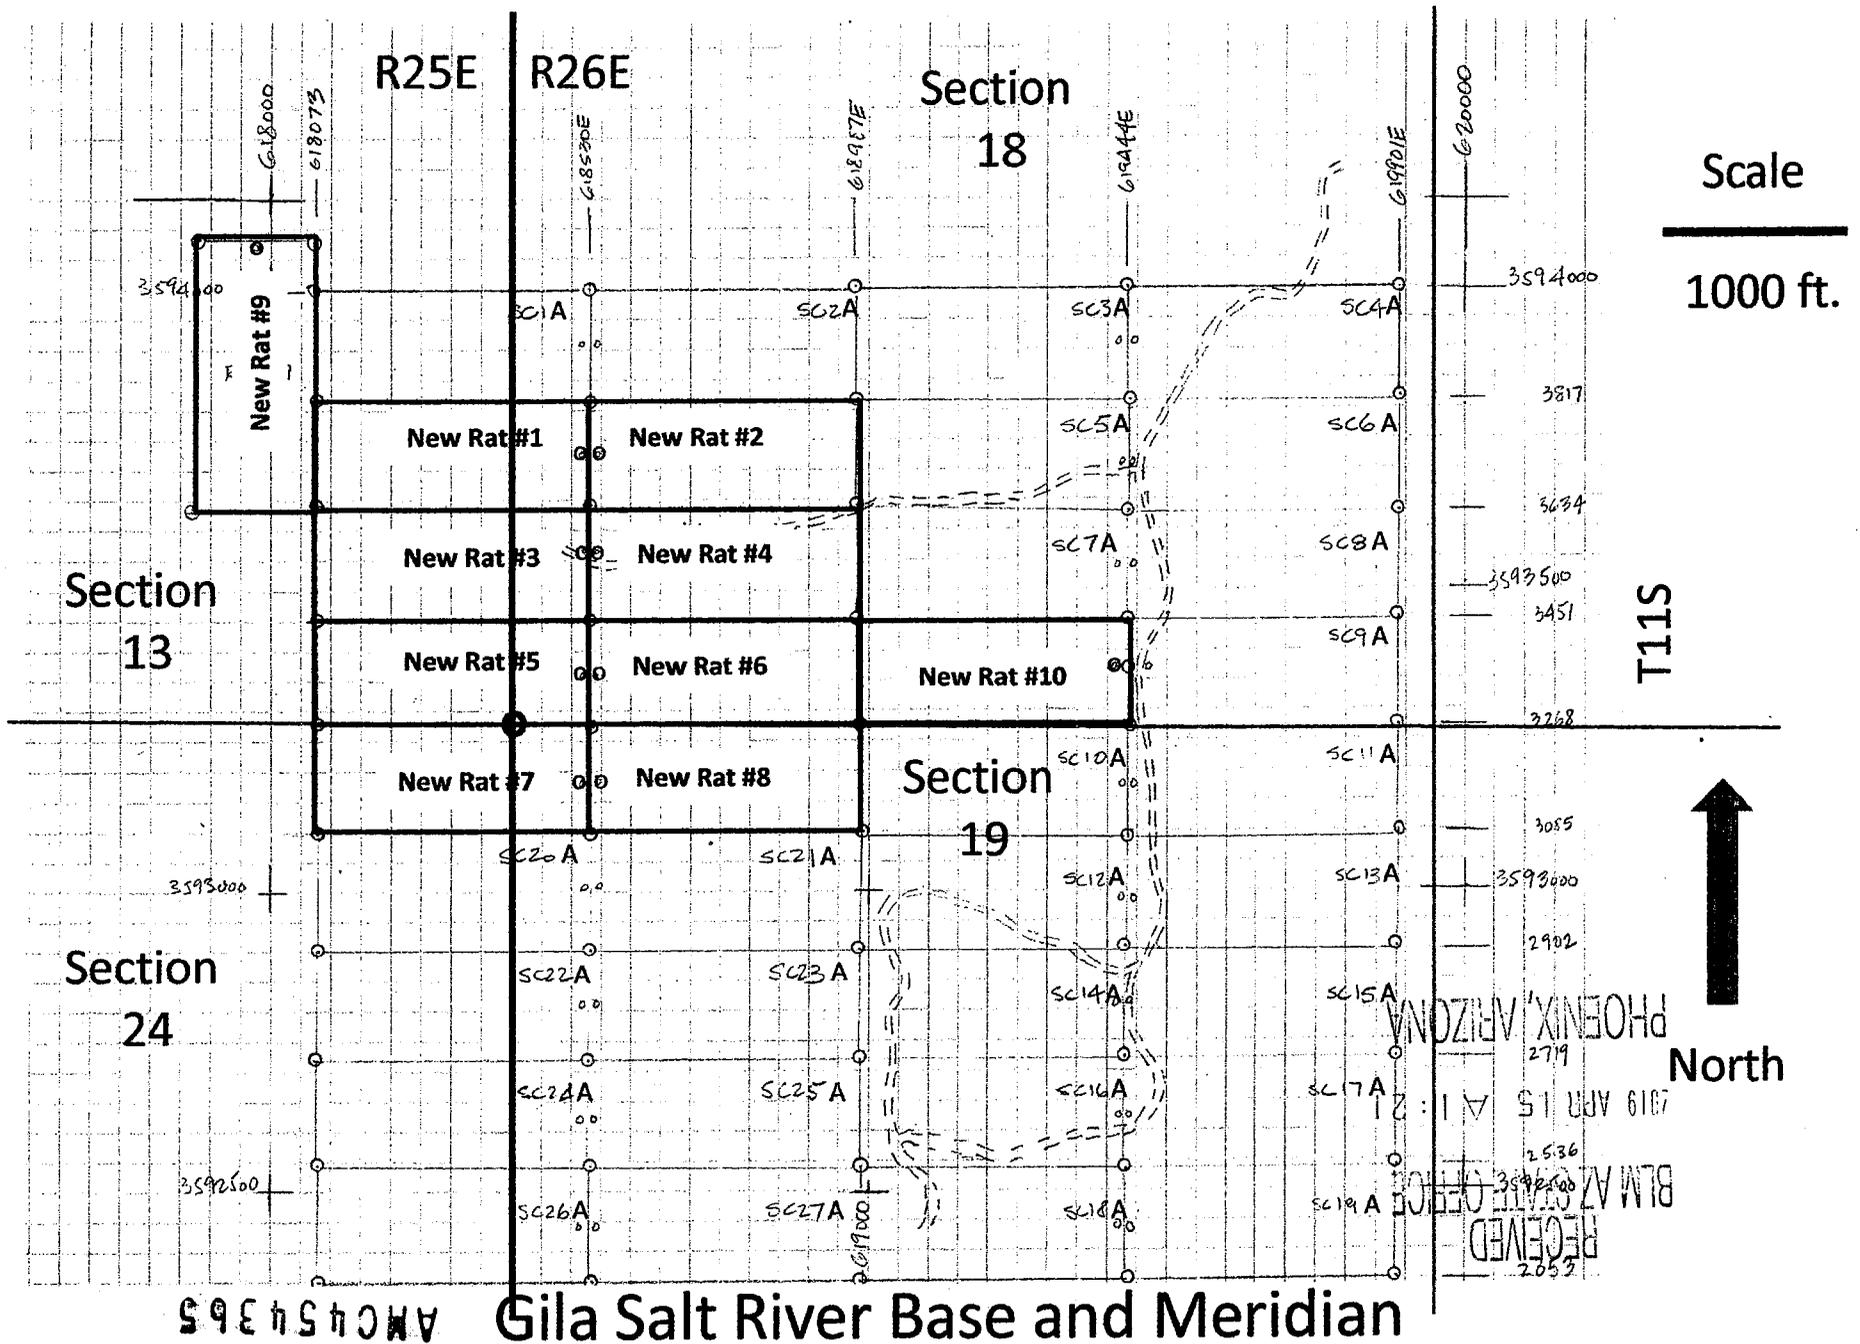 R25E
R26E
Section
18
618000
618073
618530E
618987E
619444E
619901E
620000
Scale
1000 ft.
3594000
SC1A
SC2A
SC3A
SC4A
New Rat #9
3817
New Rat #1
New Rat #2
SC5A
SC6A
3634
New Rat #3
New Rat #4
SC7A
SC8A
3593500
3451
Section
13
New Rat #5
New Rat #6
New Rat #10
SC9A
T11S
3268
New Rat #7
New Rat #8
Section
19
SC10A
SC11A
3085
SC20A
SC21A
SC12A
SC13A
3593000
3593000
2902
Section
24
SC22A
SC23A
SC14A
SC15A
PHOENIX, ARIZONA
2719
North
SC24A
SC25A
SC16A
SC17A
2019 APR 15 A 11: 21
2536
3592500
3592500
BLM AZ STATE OFFICE
SC26A
SC27A
619000
SC18A
SC19A
RECEIVED
AMC454365
Gila Salt River Base and Meridian